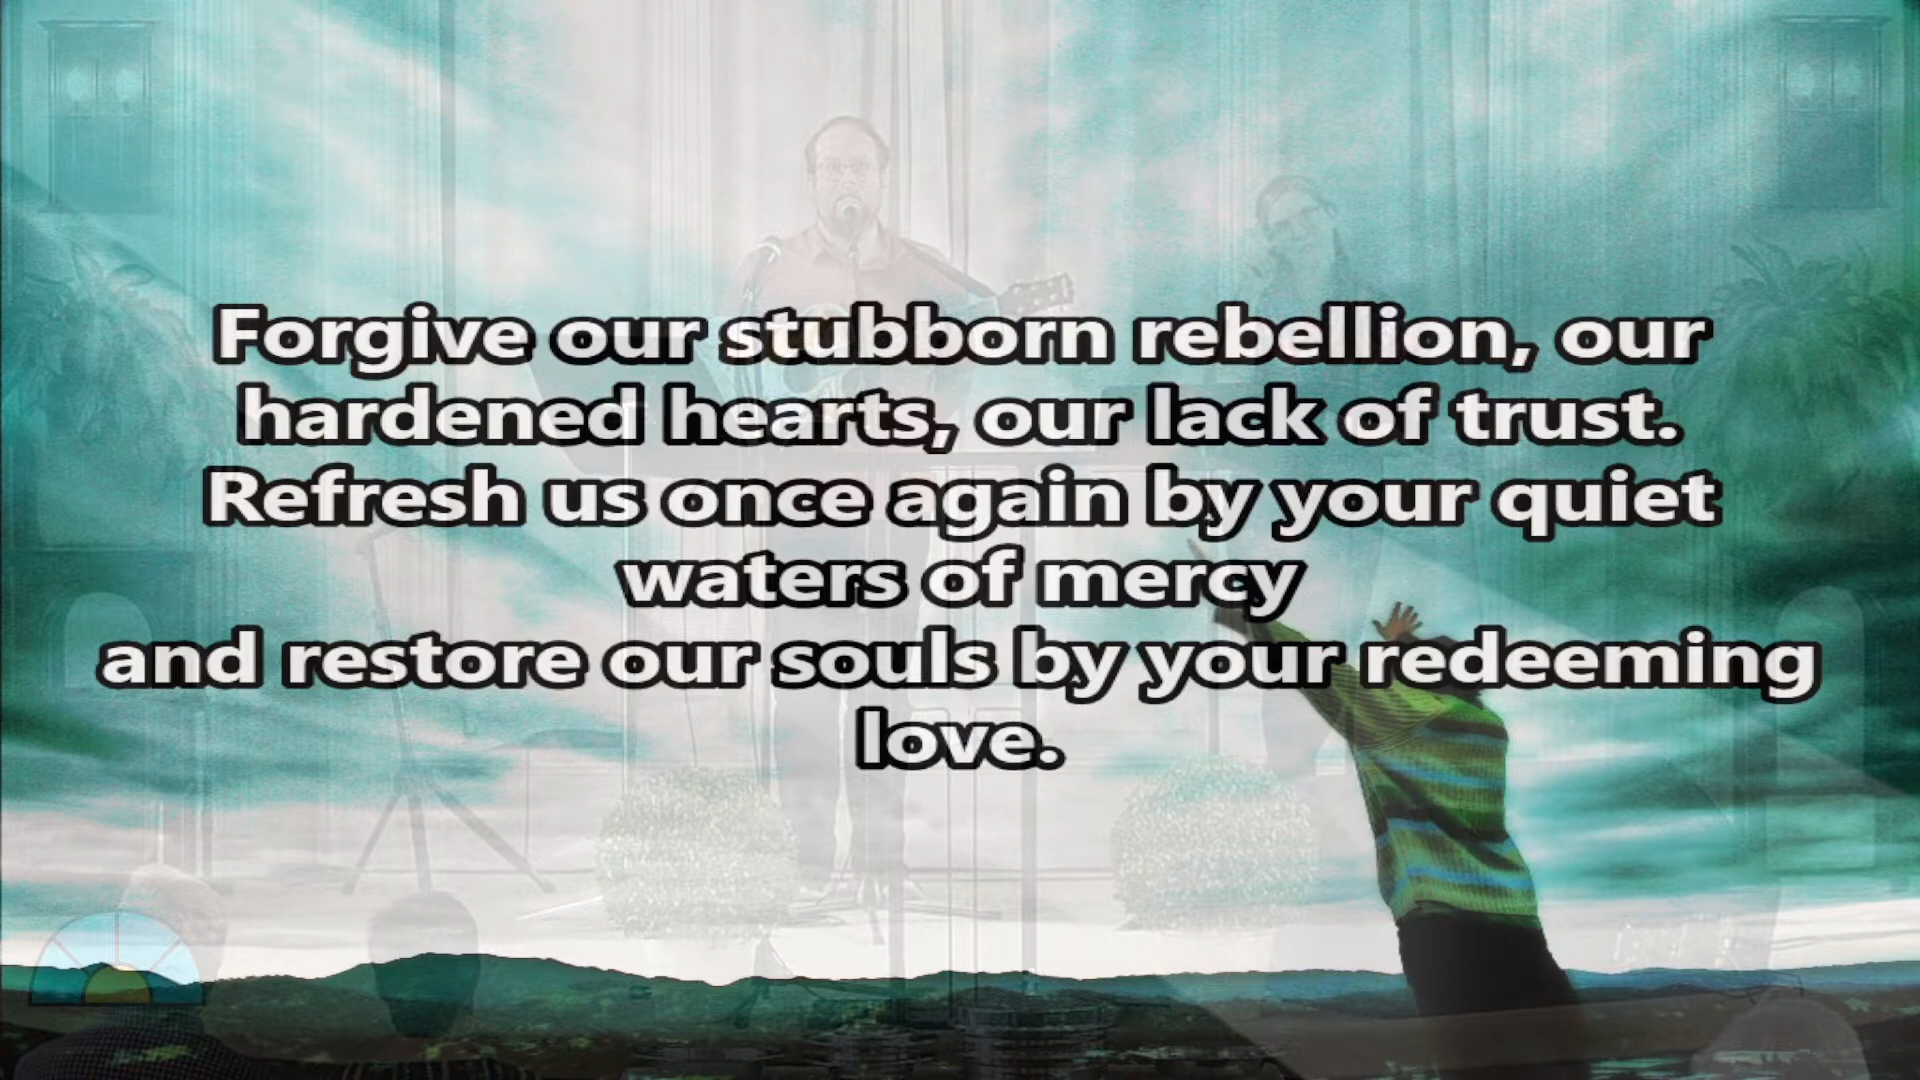 Forgive our stubborn rebellion, our
hardened hearts, our lack of trust.
Refresh us once again by your quiet
waters of mercy
and restore our souls by your redeeming
love.